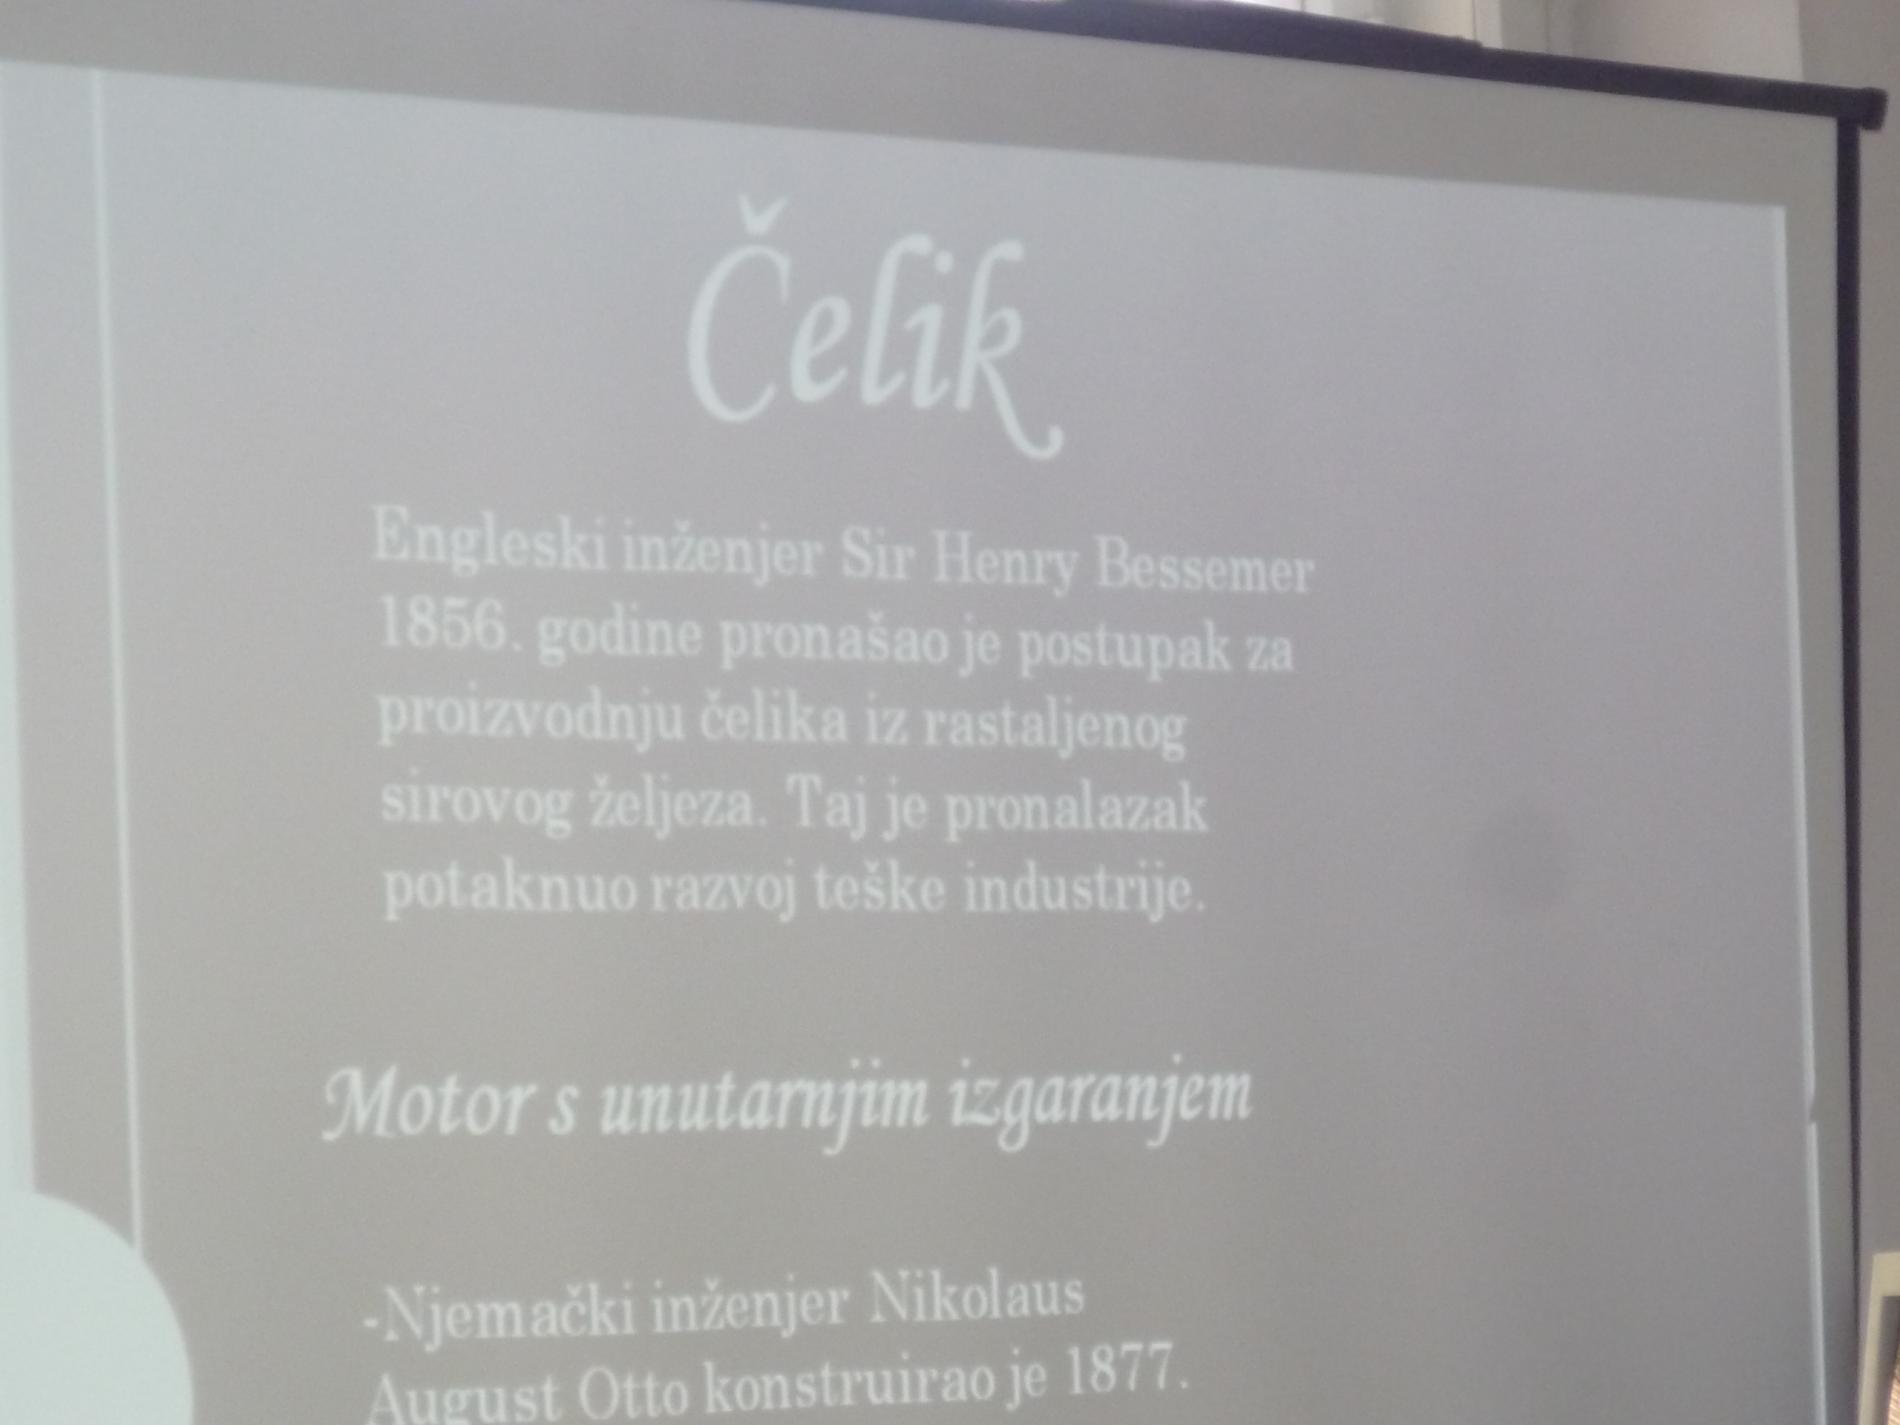 Čelik
Engleski inženjer Sir Henry Bessemer
1856. godine pronašao je postupak za
proizvodnju čelika iz rastaljenog
sirovog željeza. Taj je pronalazak
potaknuo razvoj teške industrije.
Motor s unutarnjim izgaranjem
-Njemački inženjer Nikolaus
August Otto konstruirao je 1877.